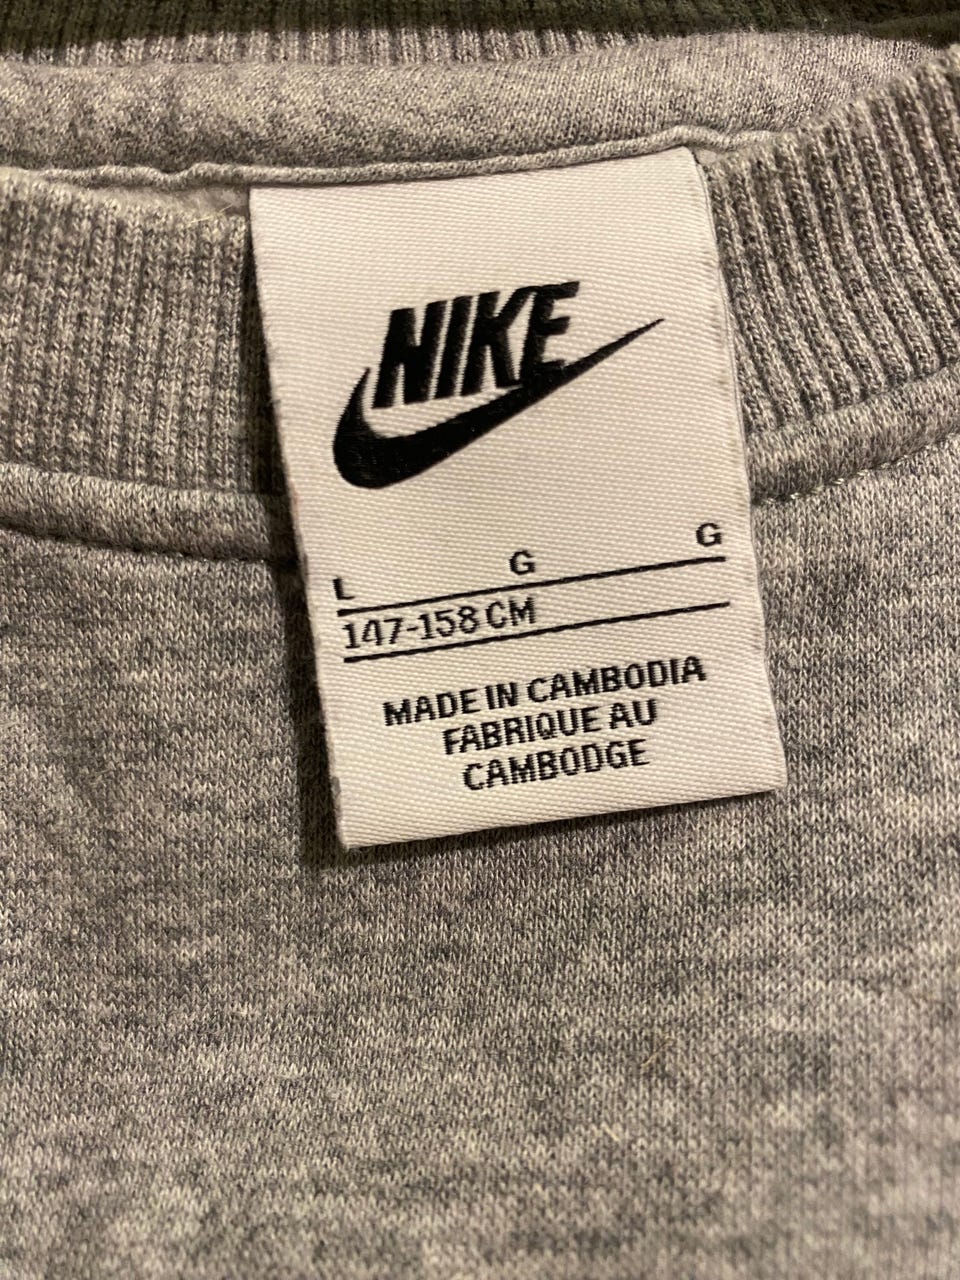 NIKE
L G G
147-158 CM
MADE IN CAMBODIA
FABRIQUE AU
CAMBODGE